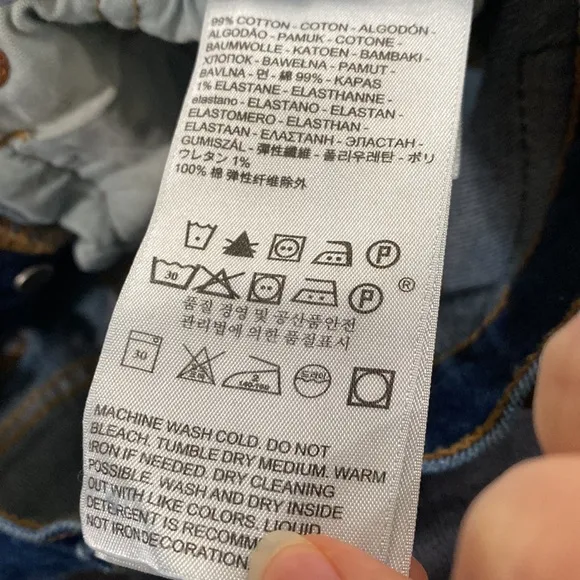 99% COTTON - COTON - ALGODÓN -
ALGODÃO - PAMUK - COTONE -
BAUMWOLLE - KATOEN - BAMBAKI -
ХЛОПОК - BAWEŁNA - PAMUT -
BAVLNA - 면 - 綿 99% - KAPAS
1% ELASTANE - ELASTHANNE -
elastano - ELASTANO - ELASTAN -
ELASTOMERO - ELASTHAN -
ELASTAAN - ΕΛΑΣΤΑΝΗ - ЭЛАСТАН -
GUMISZÁL - 彈性纖維 - 폴리우레탄 - ポリ
ウレタン 1%
100% 棉 弹性纤维除外
P
30 P ®
품질 경영 및 공산품안전
관리법에 의한 품질표시
30
MACHINE WASH COLD. DO NOT
BLEACH. TUMBLE DRY MEDIUM. WARM
IRON IF NEEDED. DRY CLEANING
POSSIBLE. WASH AND DRY INSIDE
OUT WITH LIKE COLORS, LIQUID
DETERGENT IS
NOT IRON DECORATION.